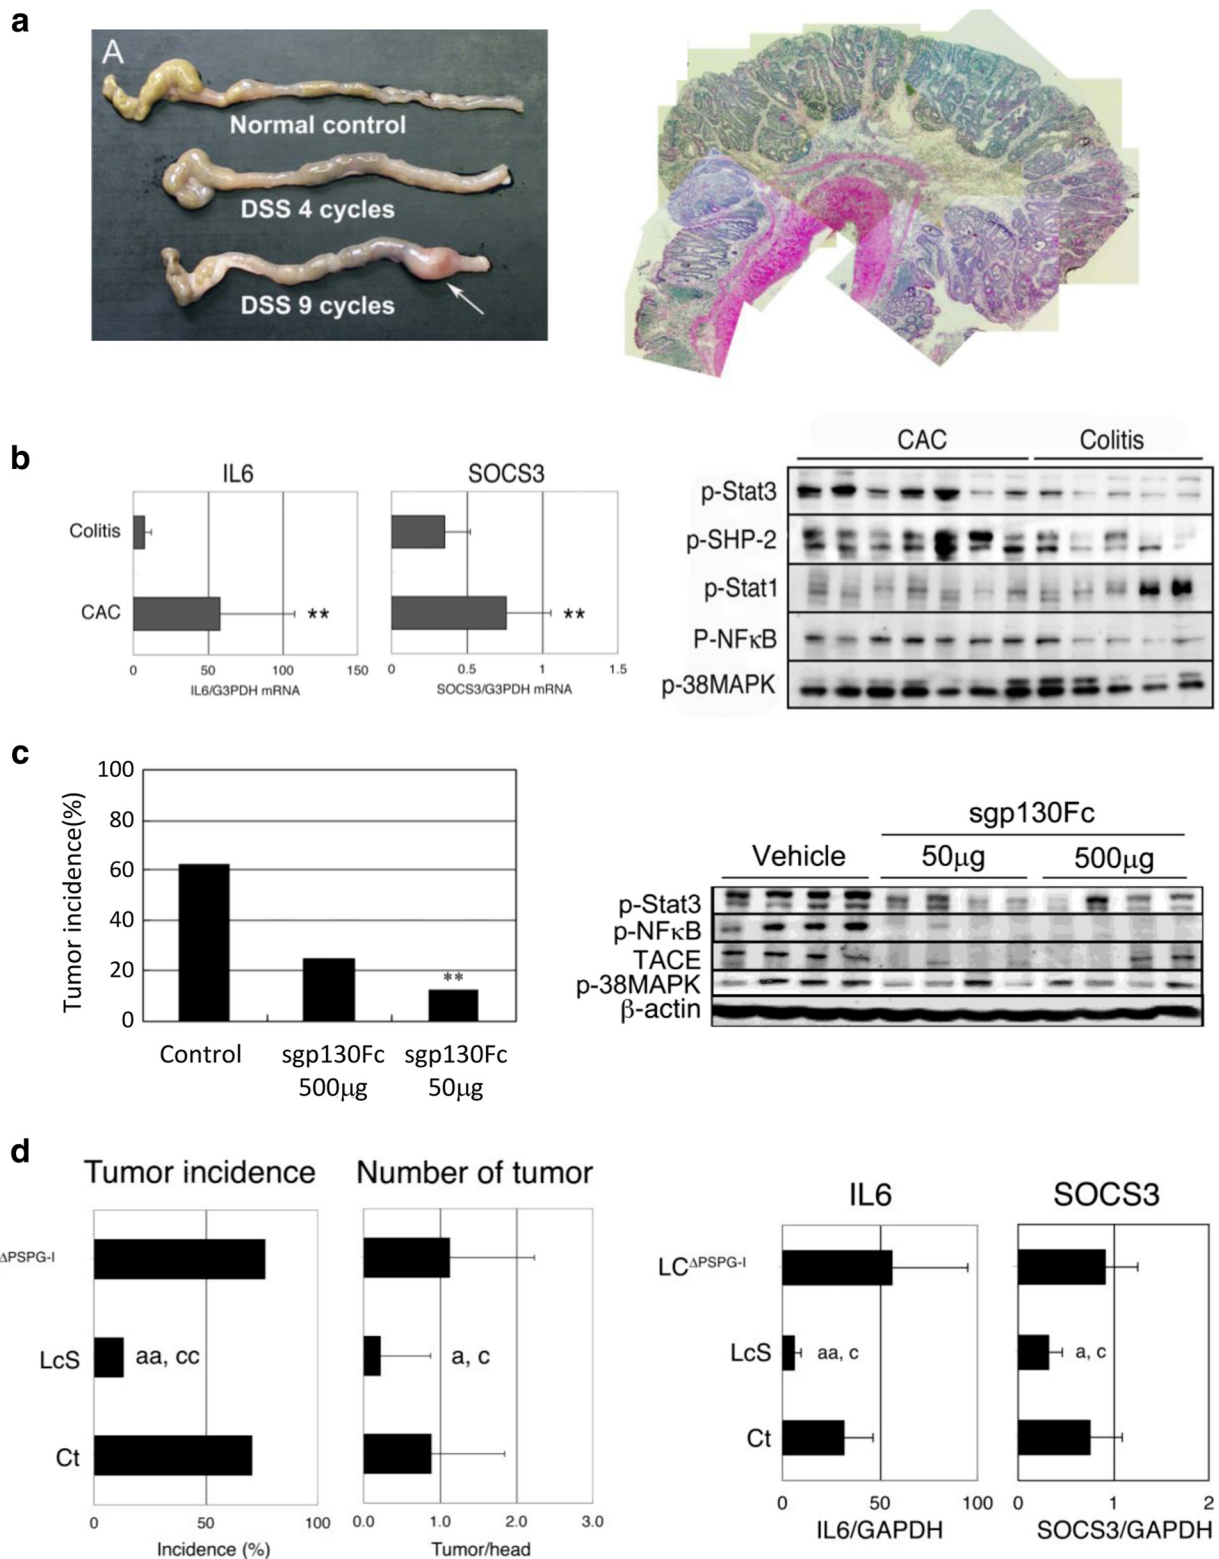 a
A
Normal control
DSS 4 cycles
DSS 9 cycles
b
IL6
SOCS3
Colitis
CAC
**
**
0 50 100 150
0 0.5 1 1.5
IL6/G3PDH mRNA
SOCS3/G3PDH mRNA
CAC Colitis
p-Stat3
p-SHP-2
p-Stat1
P-NFκB
p-38MAPK
c
Tumor incidence(%)
100
80
60
40
20
0
**
Control sgp130Fc sgp130Fc
500μg 50μg
sgp130Fc
Vehicle 50μg 500μg
p-Stat3
p-NFκB
TACE
p-38MAPK
β-actin
d
Tumor incidence
Number of tumor
ΔPSPG-I
LcS
aa, cc
a, c
Ct
0 50 100
0.0 1.0 2.0 3.0
Incidence (%)
Tumor/head
IL6
SOCS3
LCΔPSPG-I
LcS
aa, c
a, c
Ct
0 50 100
0 1 2
IL6/GAPDH
SOCS3/GAPDH